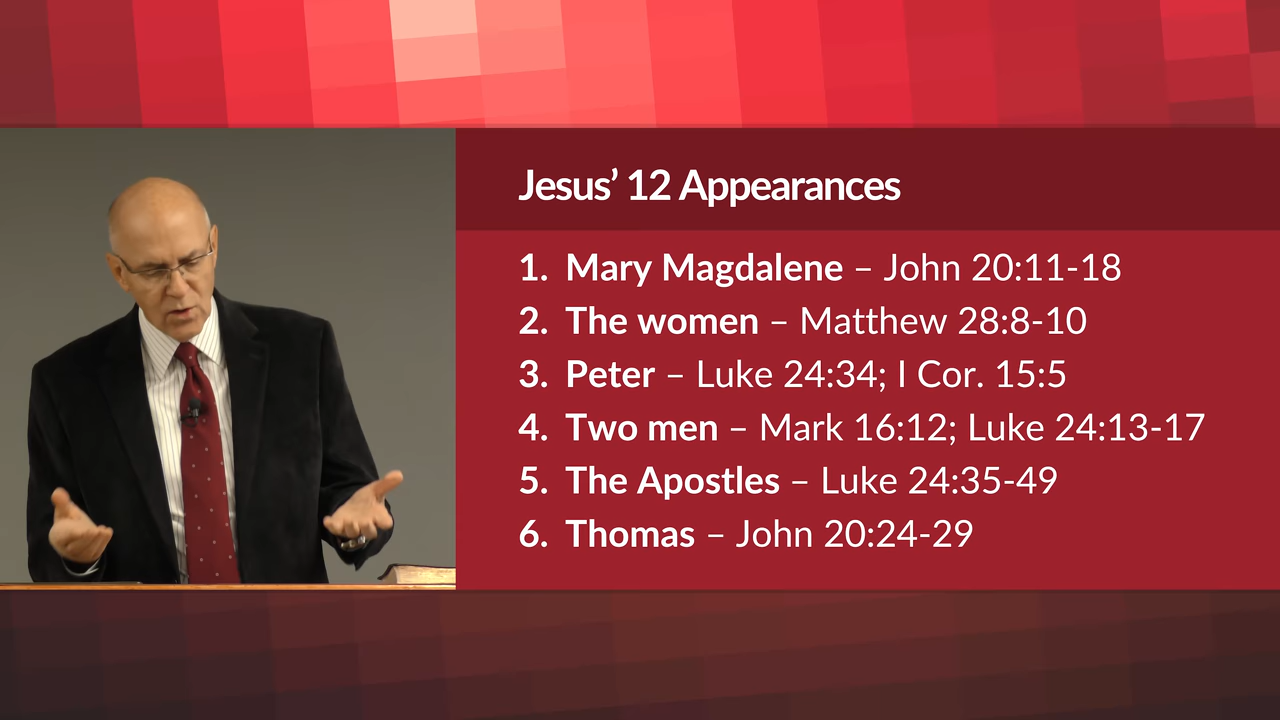 Jesus’ 12 Appearances
1. Mary Magdalene – John 20:11-18
2. The women – Matthew 28:8-10
3. Peter – Luke 24:34; I Cor. 15:5
4. Two men – Mark 16:12; Luke 24:13-17
5. The Apostles – Luke 24:35-49
6. Thomas – John 20:24-29